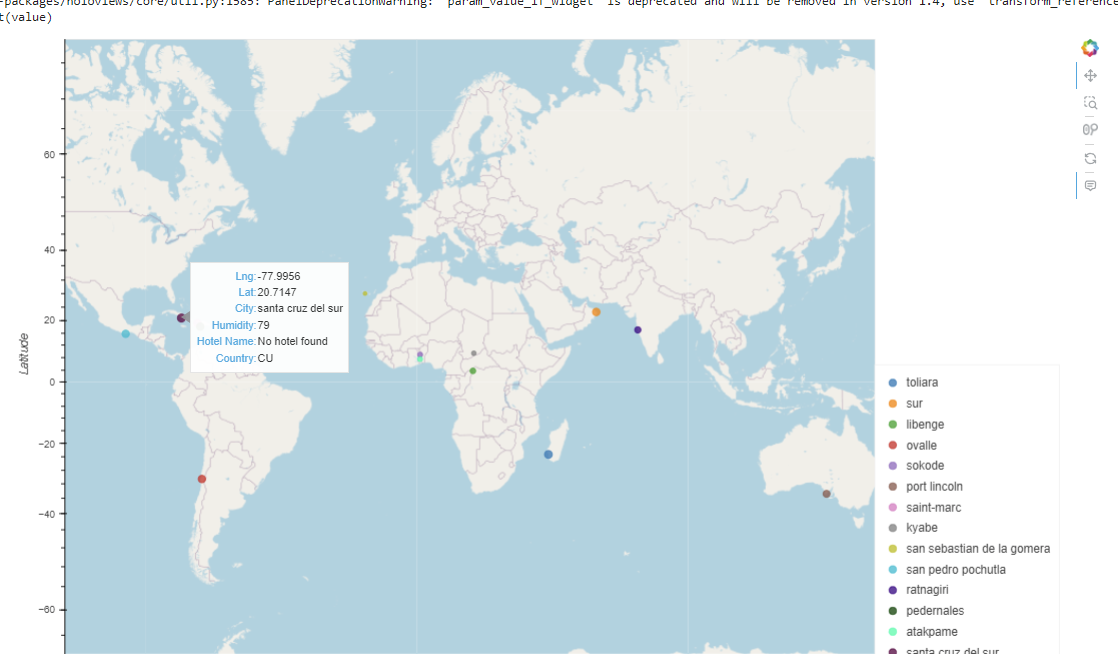 -packages/holoviews/core/util.py:1585: PanelDeprecationWarning: 'param_value_if_widget' is deprecated and will be removed in version 1.4, use 'transform_reference
t(value)
60
40
20
0
−20
−40
−60
Latitude
Lng: -77.9956
Lat: 20.7147
City: santa cruz del sur
Humidity: 79
Hotel Name: No hotel found
Country: CU
toliara
sur
libenge
ovalle
sokode
port lincoln
saint-marc
kyabe
san sebastian de la gomera
san pedro pochutla
ratnagiri
pedernales
atakpame
santa cruz del sur